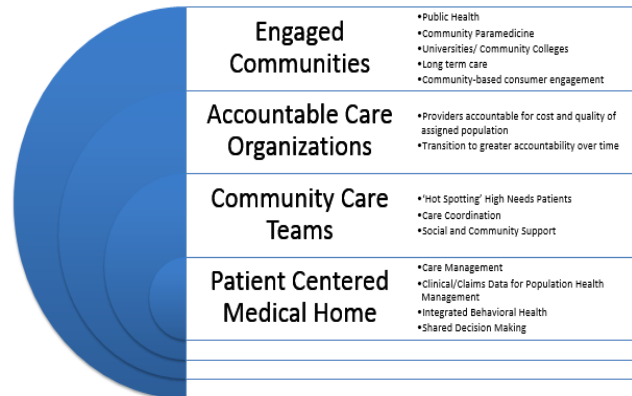 Engaged
Communities
•Public Health
•Community Paramedicine
•Universities/ Community Colleges
•Long term care
•Community-based consumer engagement
Accountable Care
Organizations
•Providers accountable for cost and quality of
assigned population
•Transition to greater accountability over time
Community Care
Teams
•'Hot Spotting' High Needs Patients
•Care Coordination
•Social and Community Support
Patient Centered
Medical Home
•Care Management
•Clinical/Claims Data for Population Health
Management
•Integrated Behavioral Health
•Shared Decision Making